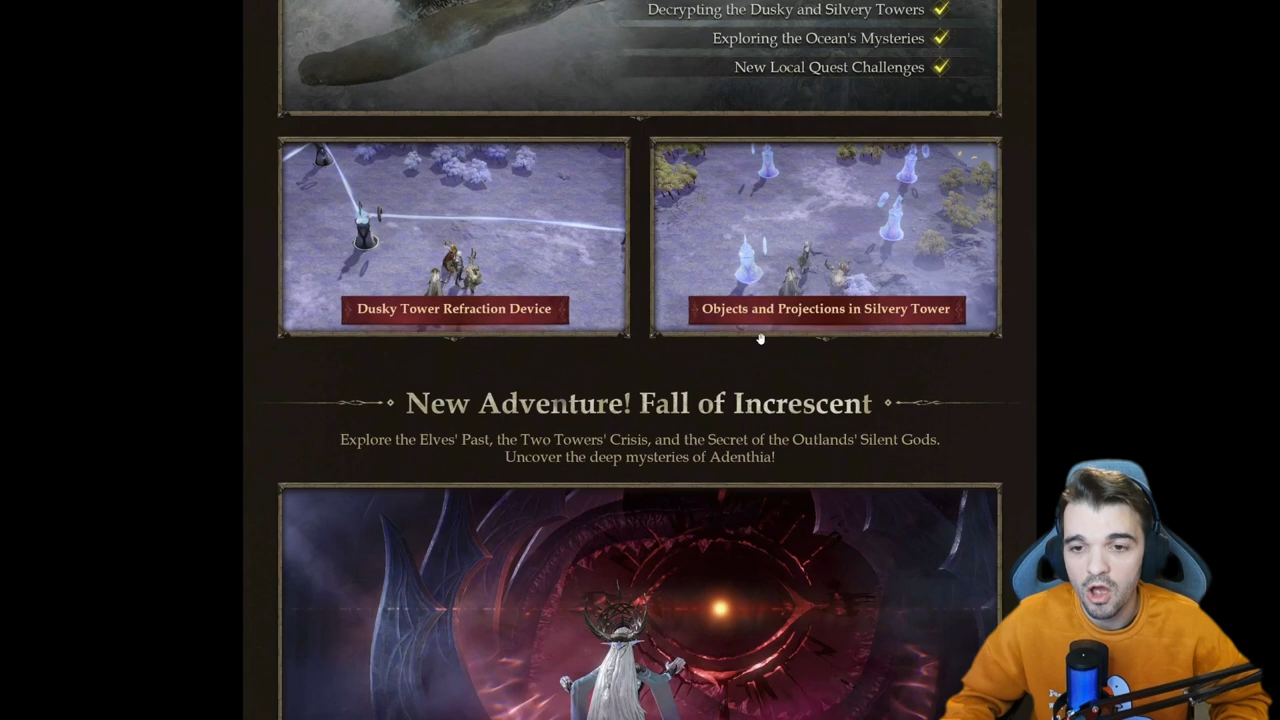 Decrypting the Dusky and Silvery Towers
Exploring the Ocean's Mysteries
New Local Quest Challenges
Dusky Tower Refraction Device
Objects and Projections in Silvery Tower
New Adventure! Fall of Increscent
Explore the Elves' Past, the Two Towers' Crisis, and the Secret of the Outlands' Silent Gods.
Uncover the deep mysteries of Adenthia!